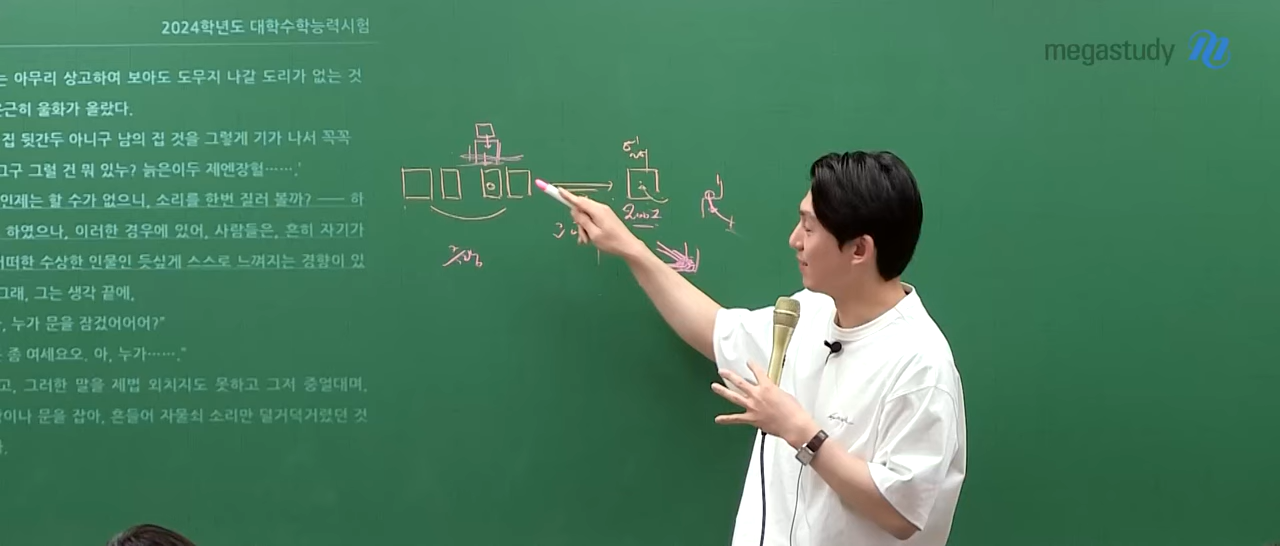 2024학년도 대학수학능력시험
megastudy
는 아무리 상고하여 보아도 도무지 나갈 도리가 없는 것
은근히 울화가 올랐다.
집 뒷간두 아니구 남의 집 것을 그렇게 기가 나서 꼭꼭
그구 그럴 건 뭐 있누? 늙은이두 제엔장헐…….'
인제는 할 수가 없으니, 소리를 한번 질러 볼까? ── 하
하였으나, 이러한 경우에 있어, 사람들은, 흔히 자기가
어떠한 수상한 인물인 듯싶게 스스로 느껴지는 경향이 있
그래, 그는 생각 끝에,
, 누가 문을 잠겄어어어?"
좀 여세요오. 아, 누가……."
고, 그러한 말을 제법 외치지도 못하고 그저 중얼대며,
이나 문을 잡아, 흔들어 자물쇠 소리만 덜거덕거렸던 것